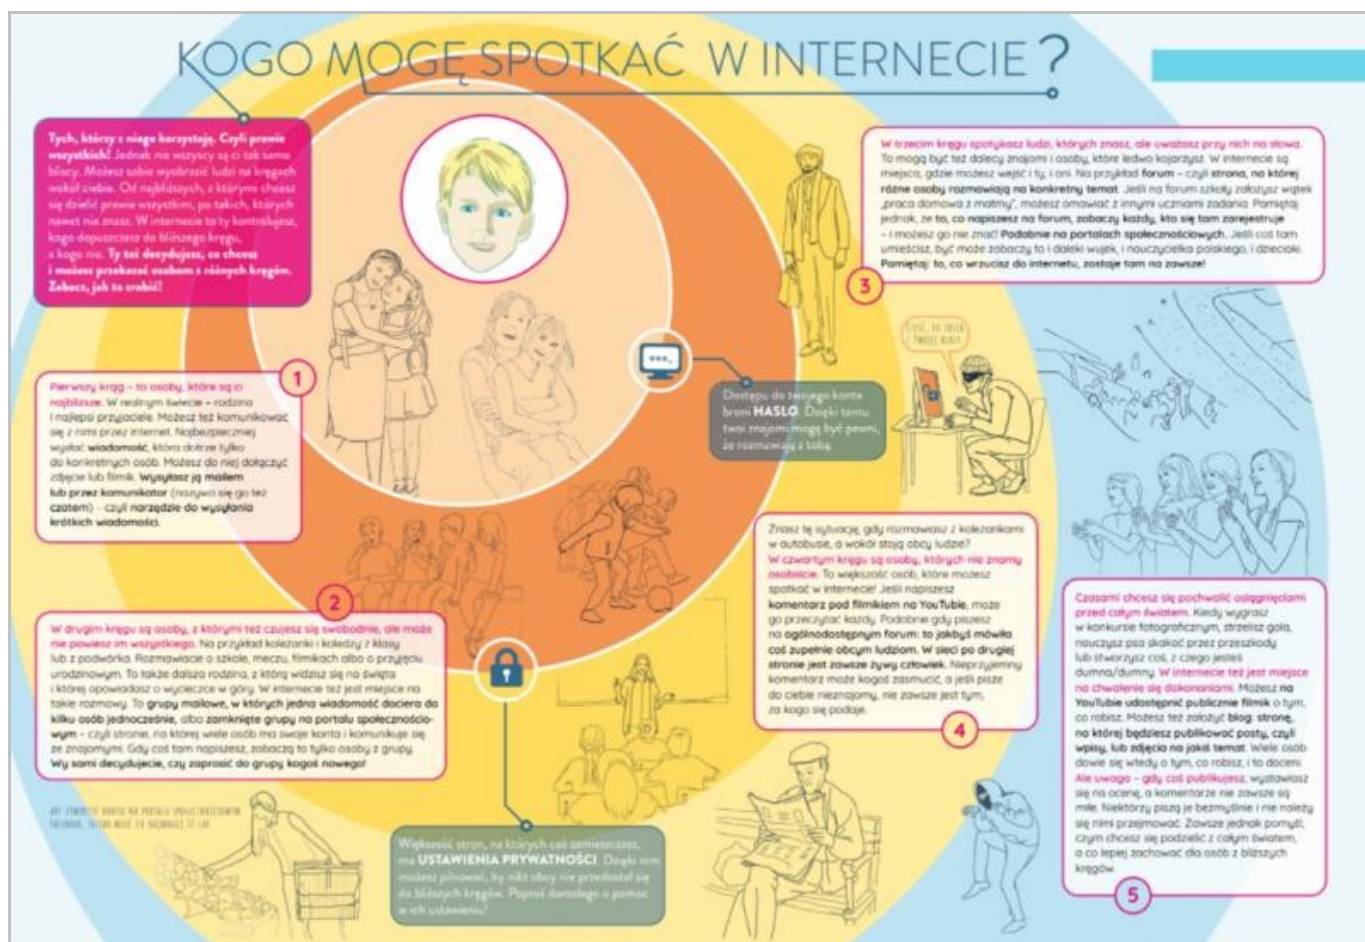 KOGO MOGĘ SPOTKAĆ W INTERNECIE?
Tych, którzy z niego korzystają. Czyli prawie
wszystkich! Jednak nie wszyscy są ci tak samo
bliscy. Możesz sobie wyobrazić ludzi na kręgach
wokół ciebie. Od najbliższych, z którymi chcesz
się dzielić prawie wszystkim, po takich, których
nawet nie znasz. W internecie to ty kontrolujesz,
kogo dopuszczasz do bliższego kręgu,
a kogo nie. Ty też decydujesz, co chcesz
i możesz przekazać osobom z różnych kręgów.
Zobacz, jak to zrobić!
1
Pierwszy krąg – to osoby, które są ci
najbliższe. W realnym świecie – rodzina
i najlepsi przyjaciele. Możesz też komunikować
się z nimi przez internet. Najbezpieczniej
wysłać wiadomość, która dotrze tylko
do konkretnych osób. Możesz do niej dołączyć
zdjęcie lub filmik. Wysyłasz ją mailem
lub przez komunikator (nazywa się go też
czatem) – czyli narzędzie do wysyłania
krótkich wiadomości.
Dostępu do twojego konta
broni HASŁO. Dzięki temu
twoi znajomi mogę być pewni,
że rozmawiają z tobą.
2
W drugim kręgu są osoby, z którymi też czujesz się swobodnie, ale może
nie powiesz im wszystkiego. Na przykład koleżanki i koledzy z klasy
lub z podwórka. Rozmawiacie o szkole, meczu, filmikach albo o przyjęciu
urodzinowym. To także dalsza rodzina, z którą widzisz się na święta
i której opowiadasz o wycieczce w góry. W internecie też jest miejsce na
takie rozmowy. To grupy mailowe, w których jedna wiadomość dociera do
kilku osób jednocześnie, albo zamknięte grupy na portalu społecznościo-
wym – czyli stronie, na której wiele osób ma swoje konta i komunikuje się
ze znajomymi. Gdy coś tam napiszesz, zobaczą to tylko osoby z grupy.
Wy sami decydujecie, czy zaprosić do grupy kogoś nowego!
ABY STWORZYĆ KONTO NA PORTALU SPOŁECZNOŚCIOWYM
FACEBOOK, TRZEBA MIEĆ CO NAJMNIEJ 13 LAT
Większość stron, na których coś zamieszczasz,
ma USTAWIENIA PRYWATNOŚCI. Dzięki nim
możesz pilnować, by nikt obcy nie przedostał się
do bliższych kręgów. Poproś dorosłego o pomoc
w ich ustawieniu!
W trzecim kręgu spotykasz ludzi, których znasz, ale uważasz przy nich na słowa.
To mogą być też dalecy znajomi i osoby, które ledwo kojarzysz. W internecie są
miejsca, gdzie możesz wejść i ty, i oni. Na przykład forum – czyli strona, na której
różne osoby rozmawiają na konkretny temat. Jeśli na forum szkoły założysz wątek
„praca domowa z matmy”, możesz omawiać z innymi uczniami zadania. Pamiętaj
jednak, że to, co napiszesz na forum, zobaczy każdy, kto się tam zarejestruje
– i możesz go nie znać! Podobnie na portalach społecznościowych. Jeśli coś tam
umieścisz, być może zobaczy to i daleki wujek, i nauczycielka polskiego, i dzieciaki.
Pamiętaj: to, co wrzucisz do internetu, zostaje tam na zawsze!
3
CZEŚĆ, TU ZOSIA
Z TWOJEJ KLASY
Znasz tę sytuację, gdy rozmawiasz z koleżankami
w autobusie, a wokół stoją obcy ludzie?
W czwartym kręgu są osoby, których nie znamy
osobiście. To większość osób, które możesz
spotkać w internecie! Jeśli napiszesz
komentarz pod filmikiem na YouTubie, może
go przeczytać każdy. Podobnie gdy piszesz
na ogólnodostępnym forum: to jakbyś mówiła
coś zupełnie obcym ludziom. W sieci po drugiej
stronie jest zawsze żywy człowiek. Nieprzyjemny
komentarz może kogoś zasmucić, a jeśli pisze
do ciebie nieznajomy, nie zawsze jest tym,
za kogo się podaje.
4
Czasami chcesz się pochwalić osiągnięciami
przed całym światem. Kiedy wygrasz
w konkursie fotograficznym, strzelisz gola,
nauczysz psa skakać przez przeszkody
lub stworzysz coś, z czego jesteś
dumna/dumny. W internecie też jest miejsce
na chwalenie się dokonaniami. Możesz na
YouTubie udostępnić publicznie filmik o tym,
co robisz. Możesz też założyć blog: stronę,
na której będziesz publikować posty, czyli
wpisy, lub zdjęcia na jakiś temat. Wiele osób
dowie się wtedy o tym, co robisz, i to doceni.
Ale uwaga – gdy coś publikujesz, wystawiasz
się na ocenę, a komentarze nie zawsze są
miłe. Niektórzy piszą je bezmyślnie i nie należy
się nimi przejmować. Zawsze jednak pomyśl,
czym chcesz się podzielić z całym światem,
a co lepiej zachować dla osób z bliższych
kręgów.
5